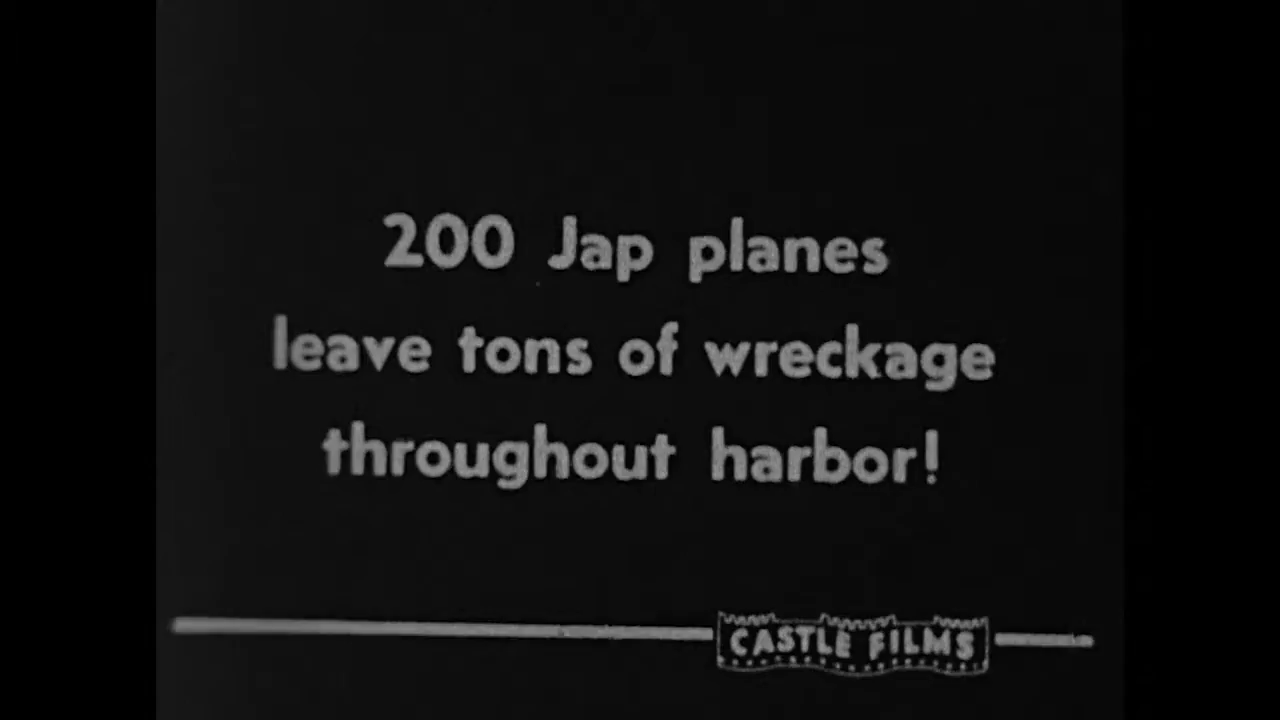 200 Jap planes
leave tons of wreckage
throughout harbor!
CASTLE FILMS